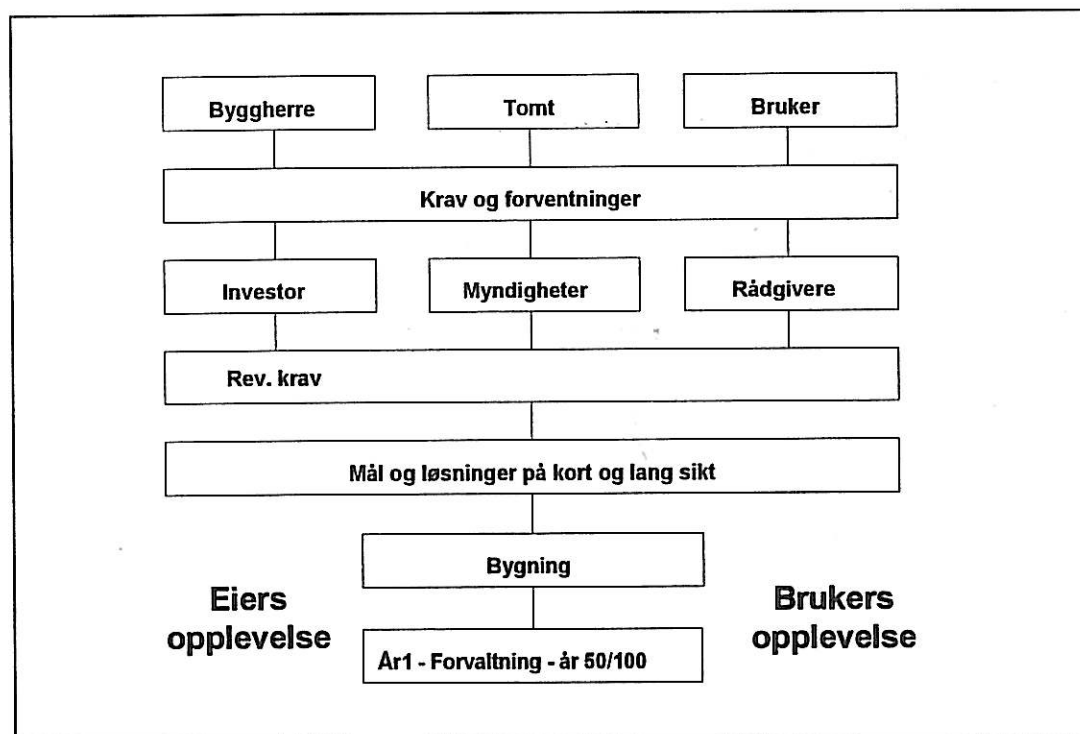 Byggherre
Tomt
Bruker
Krav og forventninger
Investor
Myndigheter
Rådgivere
Rev. krav
Mål og løsninger på kort og lang sikt
Bygning
Eiers
opplevelse
Brukers
opplevelse
År1 - Forvaltning - år 50/100